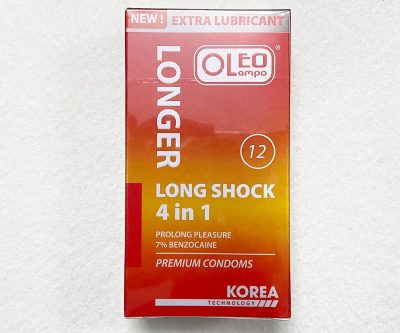 NEW !
EXTRA LUBRICANT
OLEO
Lampo
®
LONGER
12
LONG SHOCK
4 in 1
PROLONG PLEASURE
7% BENZOCAINE
PREMIUM CONDOMS
KOREA
TECHNOLOGY